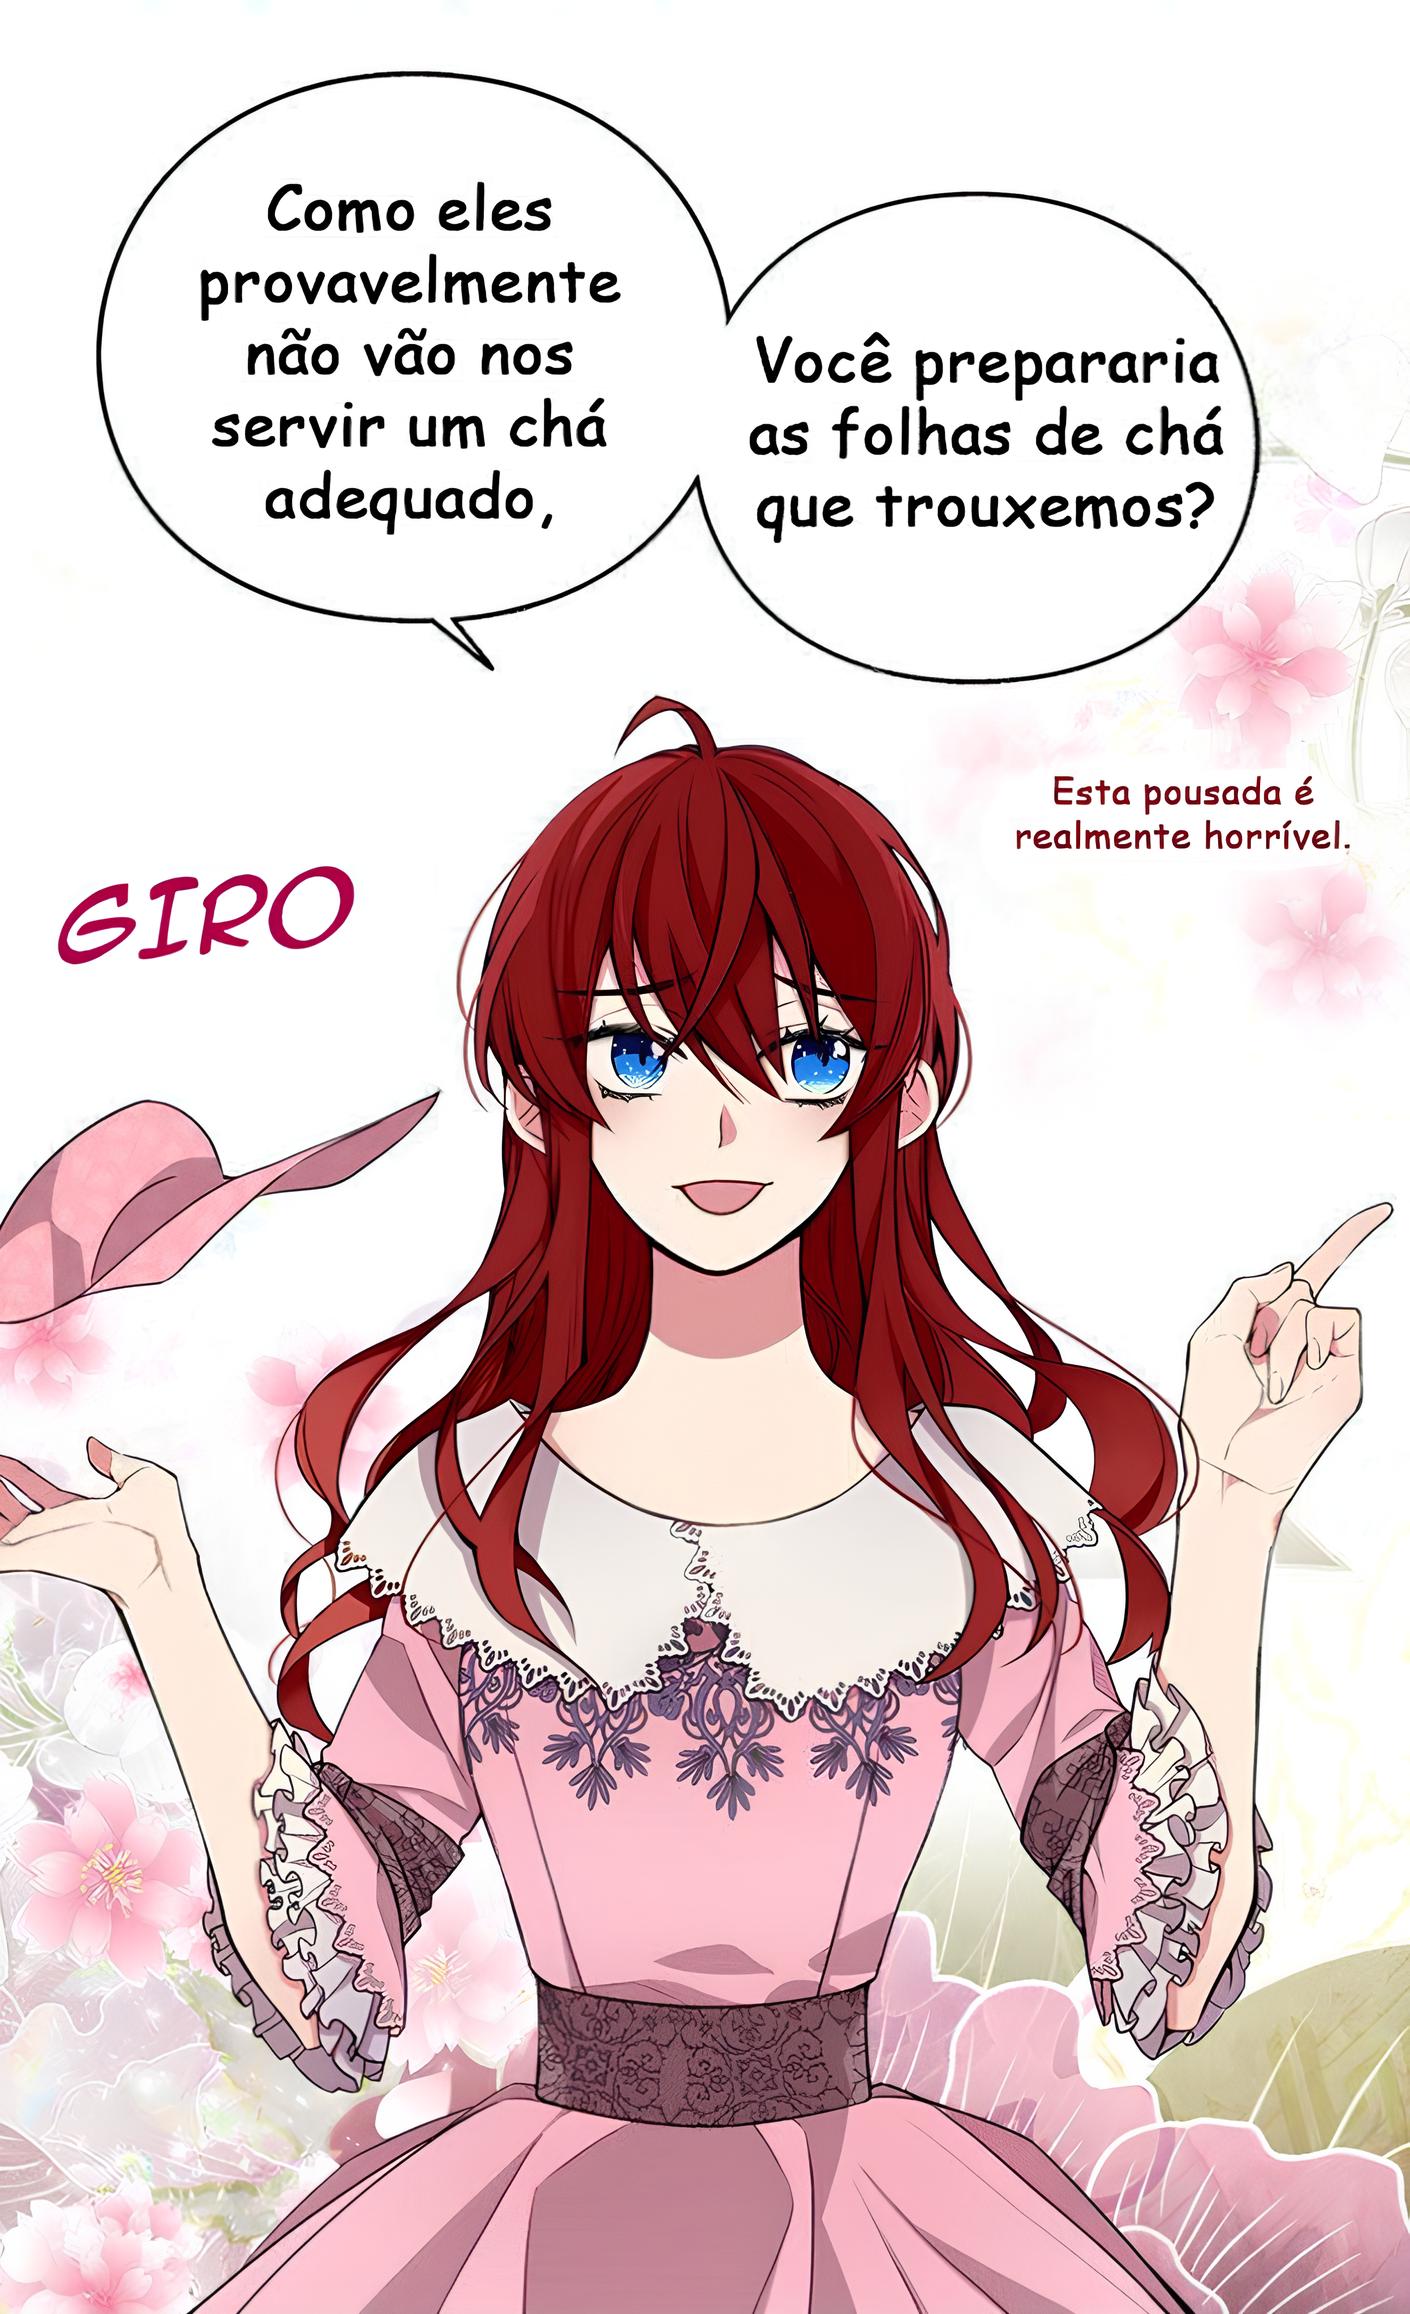 Como eles
provavelmente
não vão nos
servir um chá
adequado,
Você prepararia
as folhas de chá
que trouxemos?
Esta pousada é
realmente horrível.
GIRO